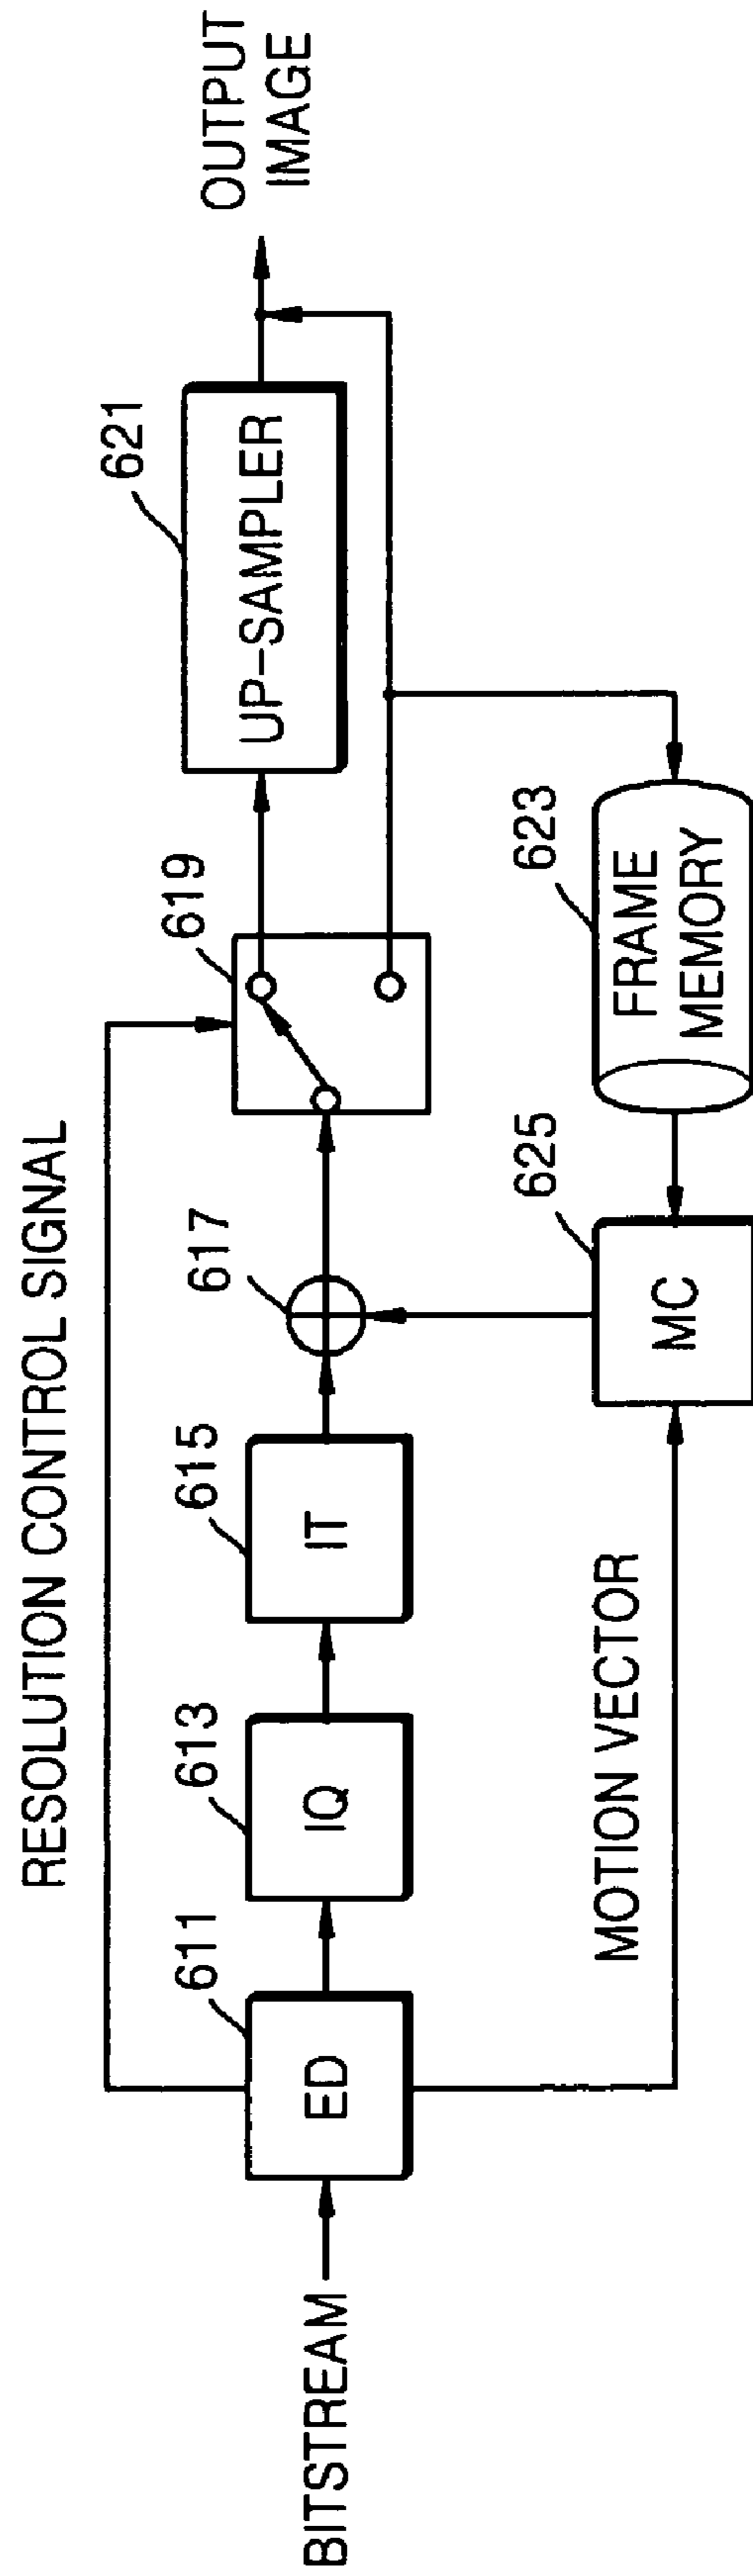 RESOLUTION CONTROL SIGNAL
BITSTREAM
ED
611
IQ
613
IT
615
617
619
UP-SAMPLER
621
OUTPUT
IMAGE
MOTION VECTOR
MC
625
FRAME
MEMORY
623